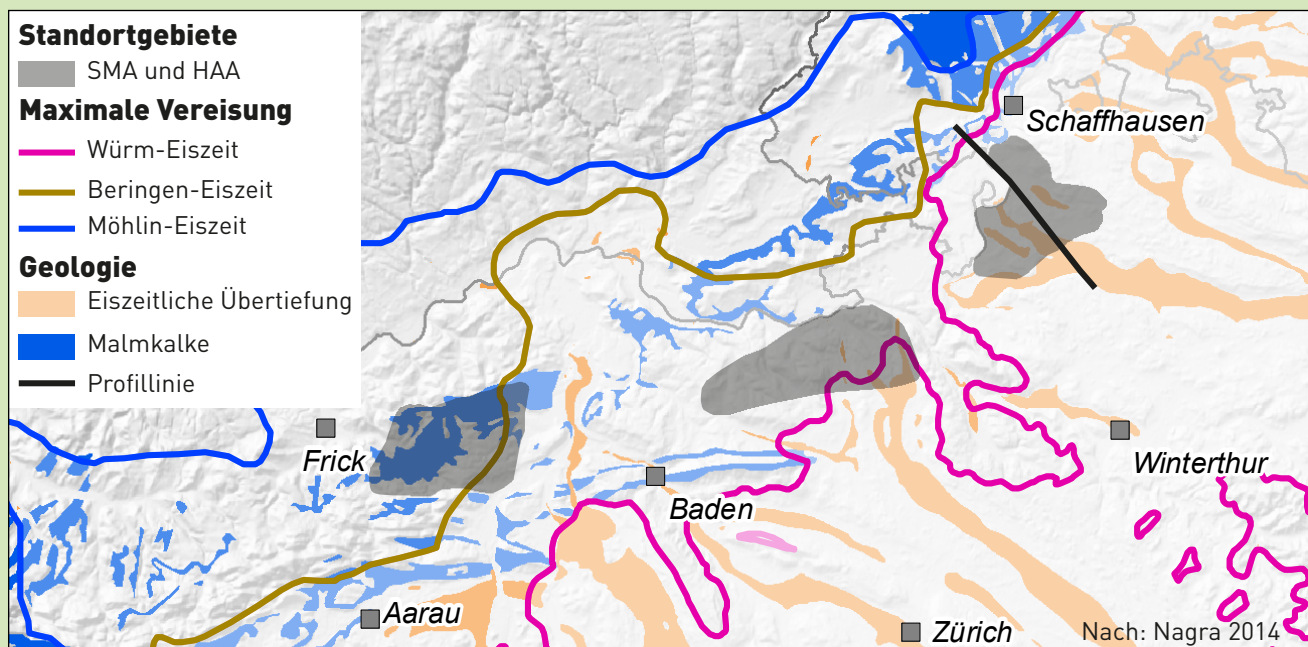 Standortgebiete
SMA und HAA
Maximale Vereisung
Würm-Eiszeit
Beringen-Eiszeit
Möhlin-Eiszeit
Geologie
Eiszeitliche Übertiefung
Malmkalke
Profillinie
Schaffhausen
Frick
Winterthur
Baden
Aarau
Zürich
Nach: Nagra 2014